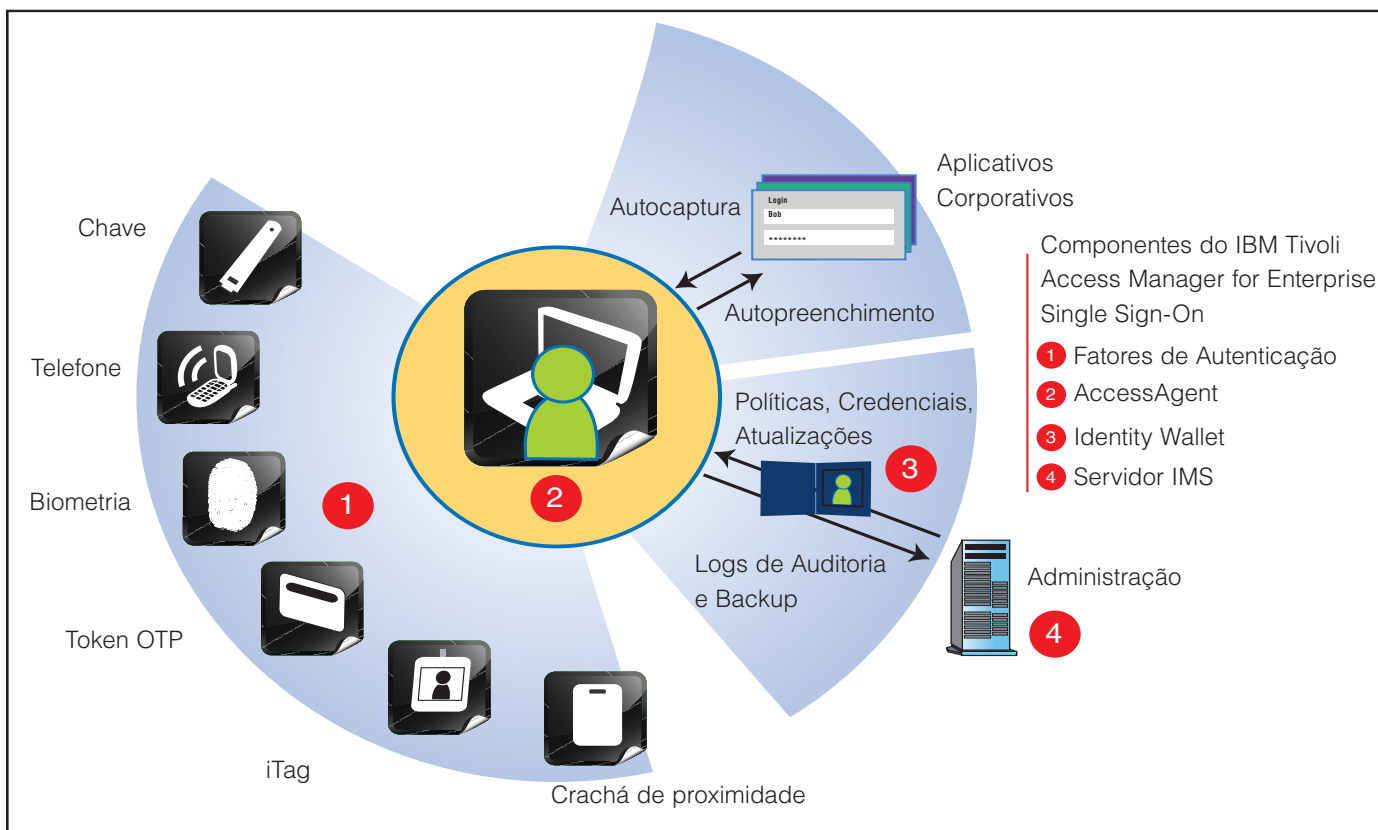 Chave
Telefone
Biometria
1
Token OTP
iTag
Crachá de proximidade
2
Autocaptura
Login
Bob
********
Aplicativos
Corporativos
Autopreenchimento
Políticas, Credenciais,
Atualizações
3
Logs de Auditoria
e Backup
Administração
4
Componentes do IBM Tivoli
Access Manager for Enterprise
Single Sign-On
1 Fatores de Autenticação
2 AccessAgent
3 Identity Wallet
4 Servidor IMS